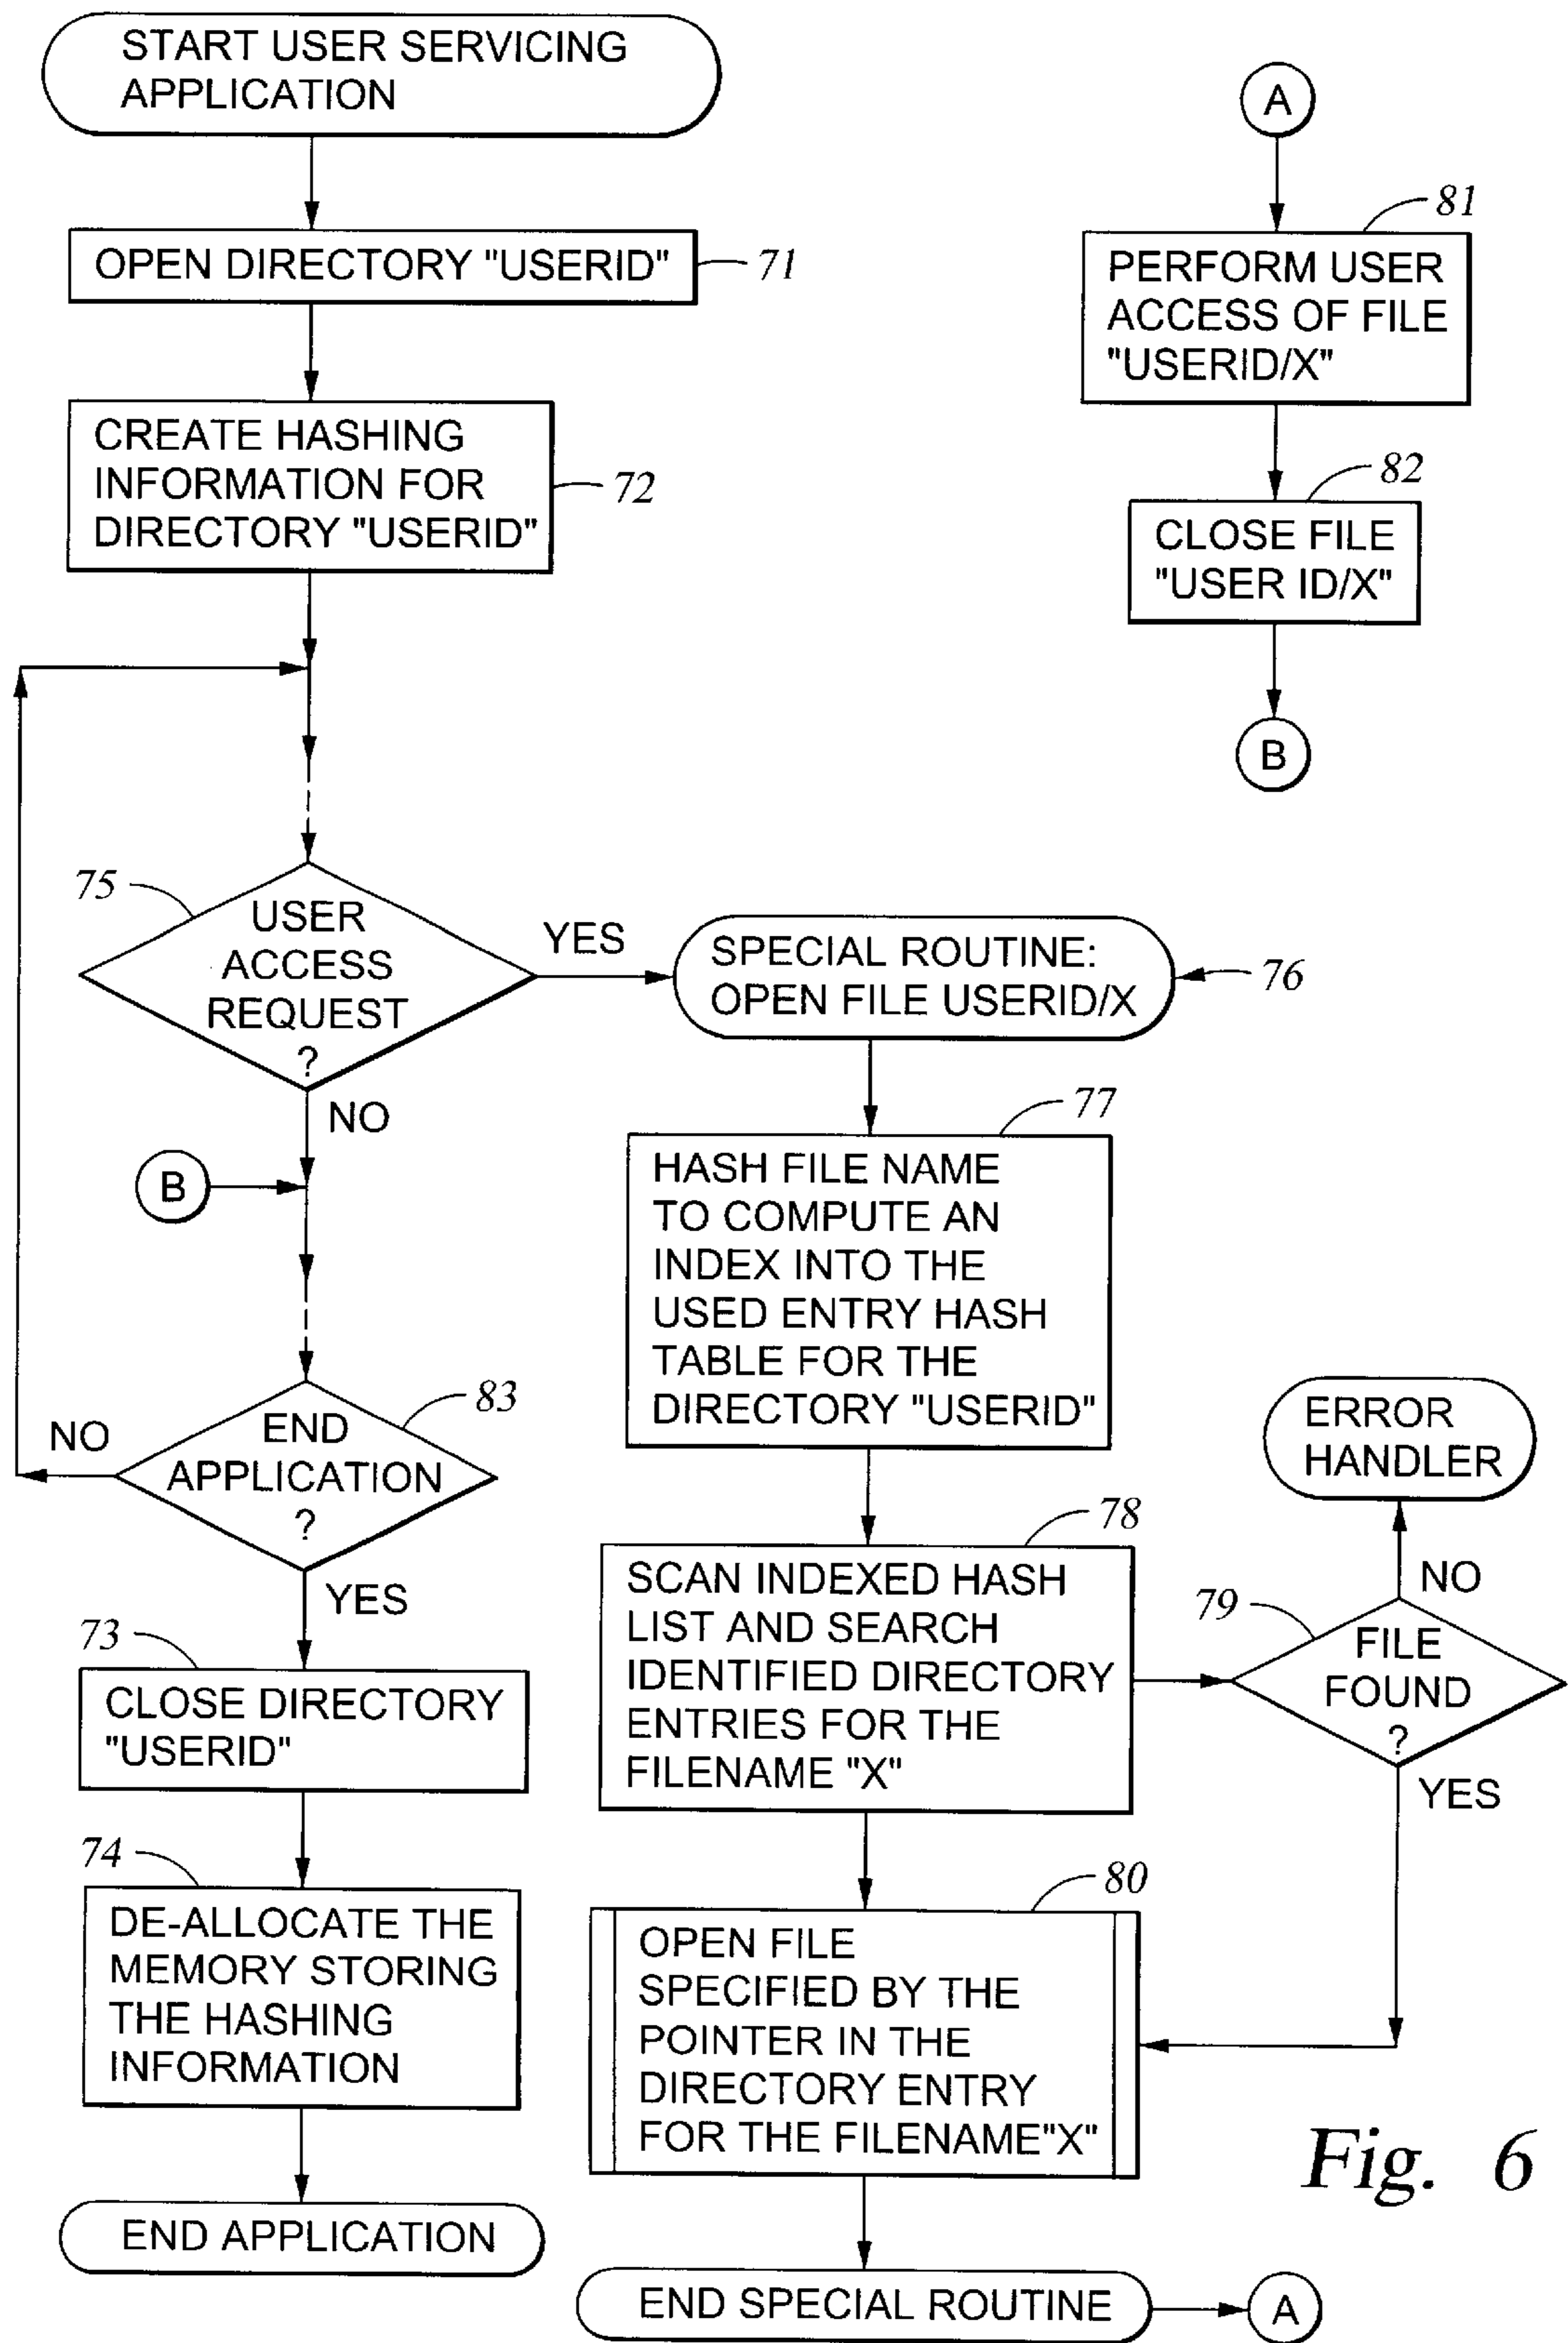 START USER SERVICING
APPLICATION
OPEN DIRECTORY "USERID"
71
CREATE HASHING
INFORMATION FOR
DIRECTORY "USERID"
72
75
USER
ACCESS
REQUEST
?
YES
NO
B
83
END
APPLICATION
?
NO
YES
73
CLOSE DIRECTORY
"USERID"
74
DE-ALLOCATE THE
MEMORY STORING
THE HASHING
INFORMATION
END APPLICATION
SPECIAL ROUTINE:
OPEN FILE USERID/X
76
77
HASH FILE NAME
TO COMPUTE AN
INDEX INTO THE
USED ENTRY HASH
TABLE FOR THE
DIRECTORY "USERID"
78
SCAN INDEXED HASH
LIST AND SEARCH
IDENTIFIED DIRECTORY
ENTRIES FOR THE
FILENAME "X"
79
FILE
FOUND
?
NO
ERROR
HANDLER
YES
80
OPEN FILE
SPECIFIED BY THE
POINTER IN THE
DIRECTORY ENTRY
FOR THE FILENAME"X"
END SPECIAL ROUTINE
A
A
81
PERFORM USER
ACCESS OF FILE
"USERID/X"
82
CLOSE FILE
"USER ID/X"
B
Fig. 6